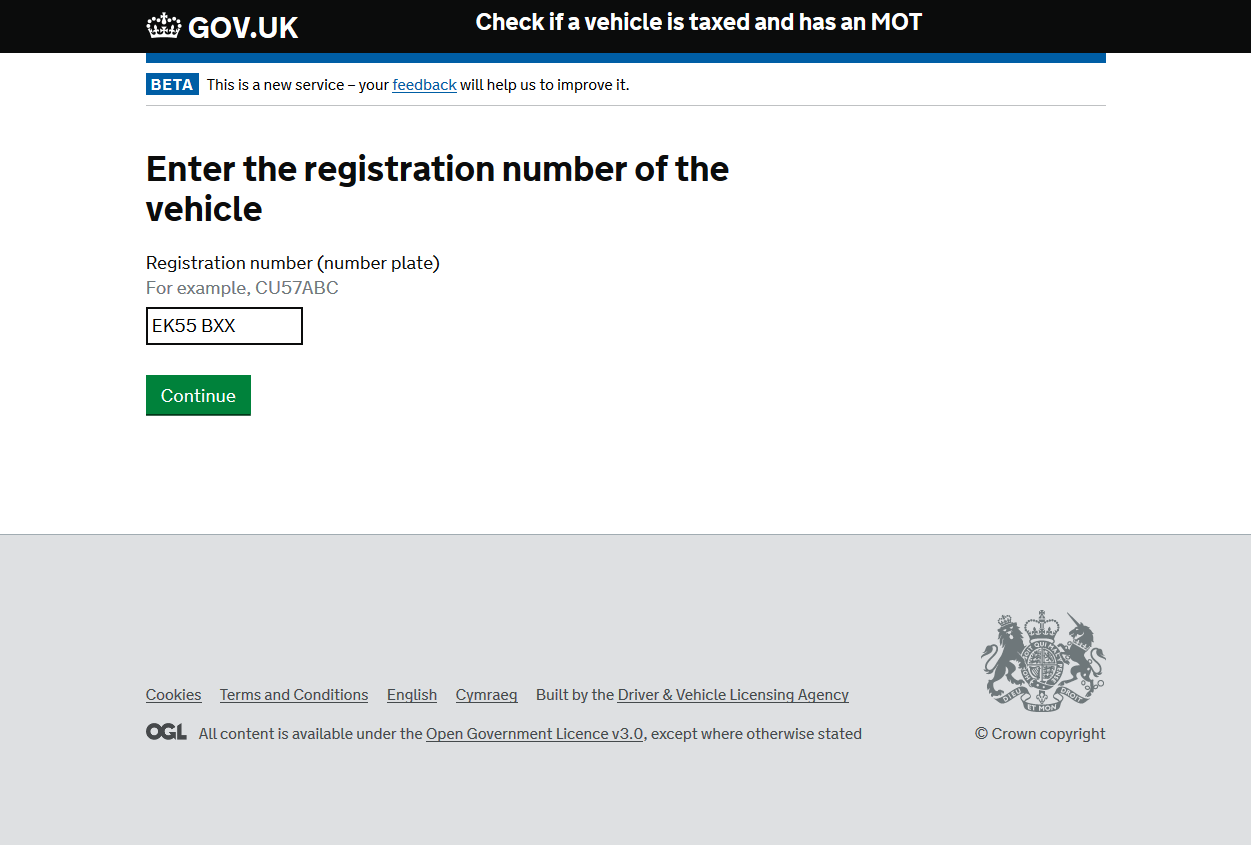 GOV.UK
Check if a vehicle is taxed and has an MOT
BETA This is a new service – your feedback will help us to improve it.
Enter the registration number of the
vehicle
Registration number (number plate)
For example, CU57ABC
EK55 BXX
Continue
Cookies Terms and Conditions English Cymraeg Built by the Driver & Vehicle Licensing Agency
OGL All content is available under the Open Government Licence v3.0, except where otherwise stated
DIEU ET MON DROIT
© Crown copyright